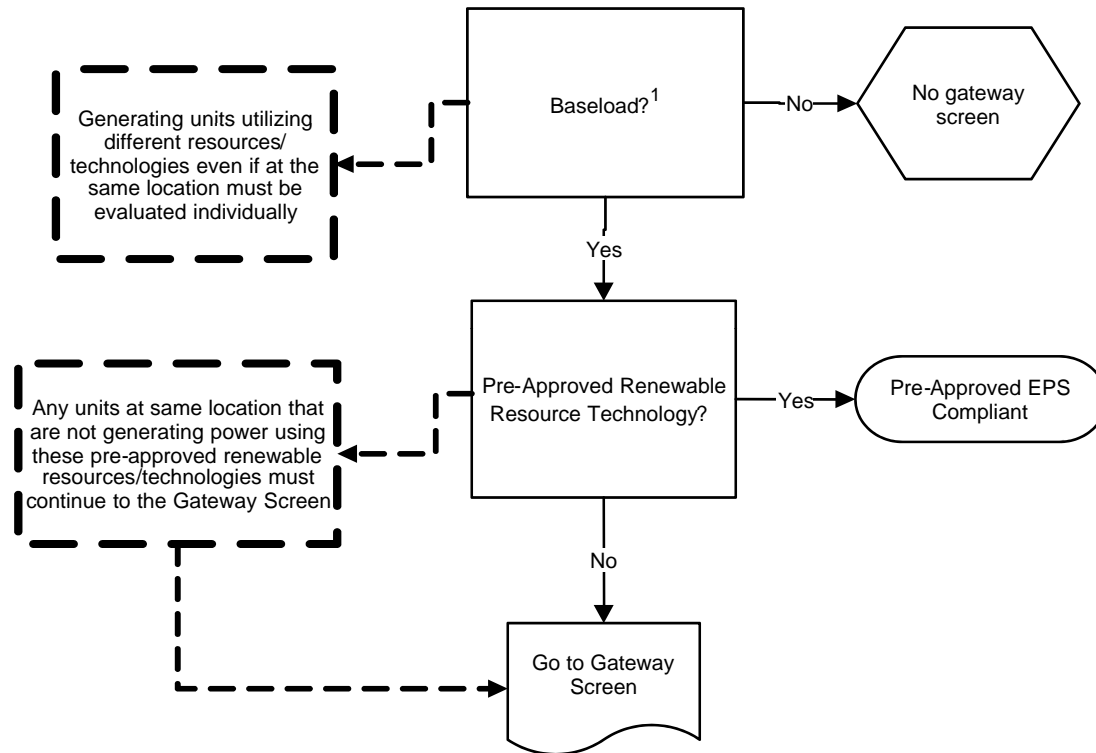 Baseload?¹
No
No gateway
screen
Generating units utilizing
different resources/
technologies even if at the
same location must be
evaluated individually
Yes
Pre-Approved Renewable
Resource Technology?
Yes
Pre-Approved EPS
Compliant
Any units at same location that
are not generating power using
these pre-approved renewable
resources/technologies must
continue to the Gateway Screen
No
Go to Gateway
Screen